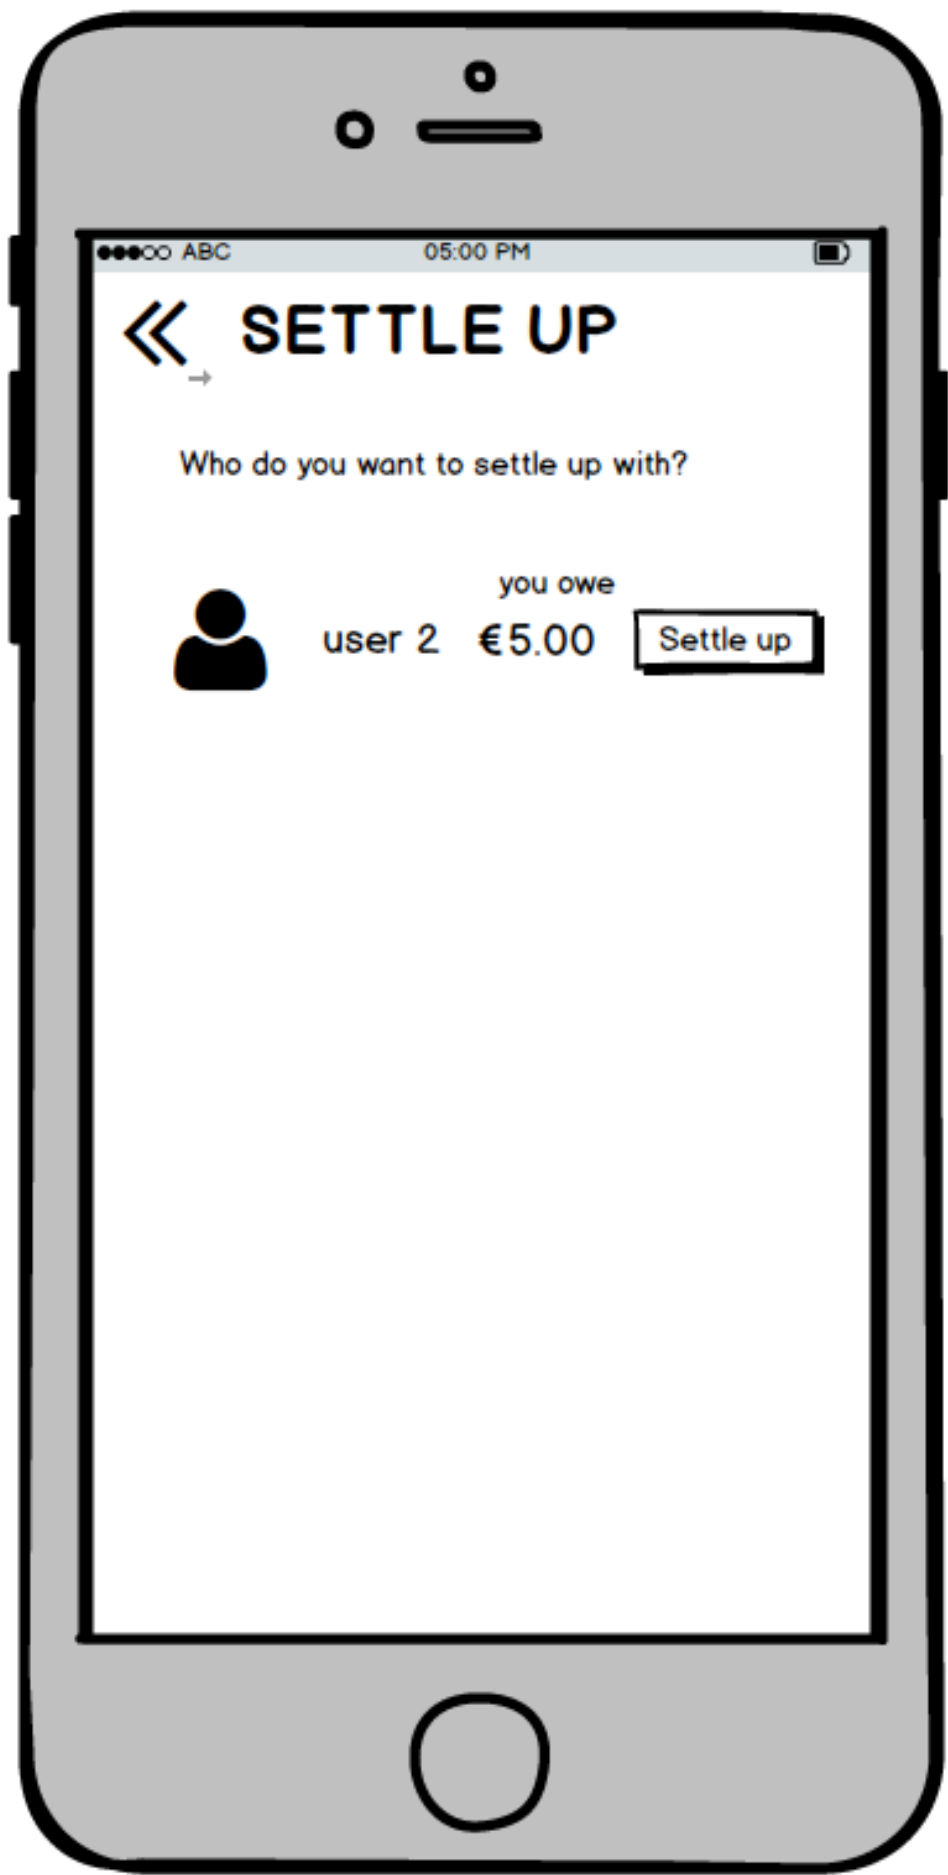 ABC 05:00 PM
SETTLE UP
Who do you want to settle up with?
you owe
user 2 €5.00 Settle up